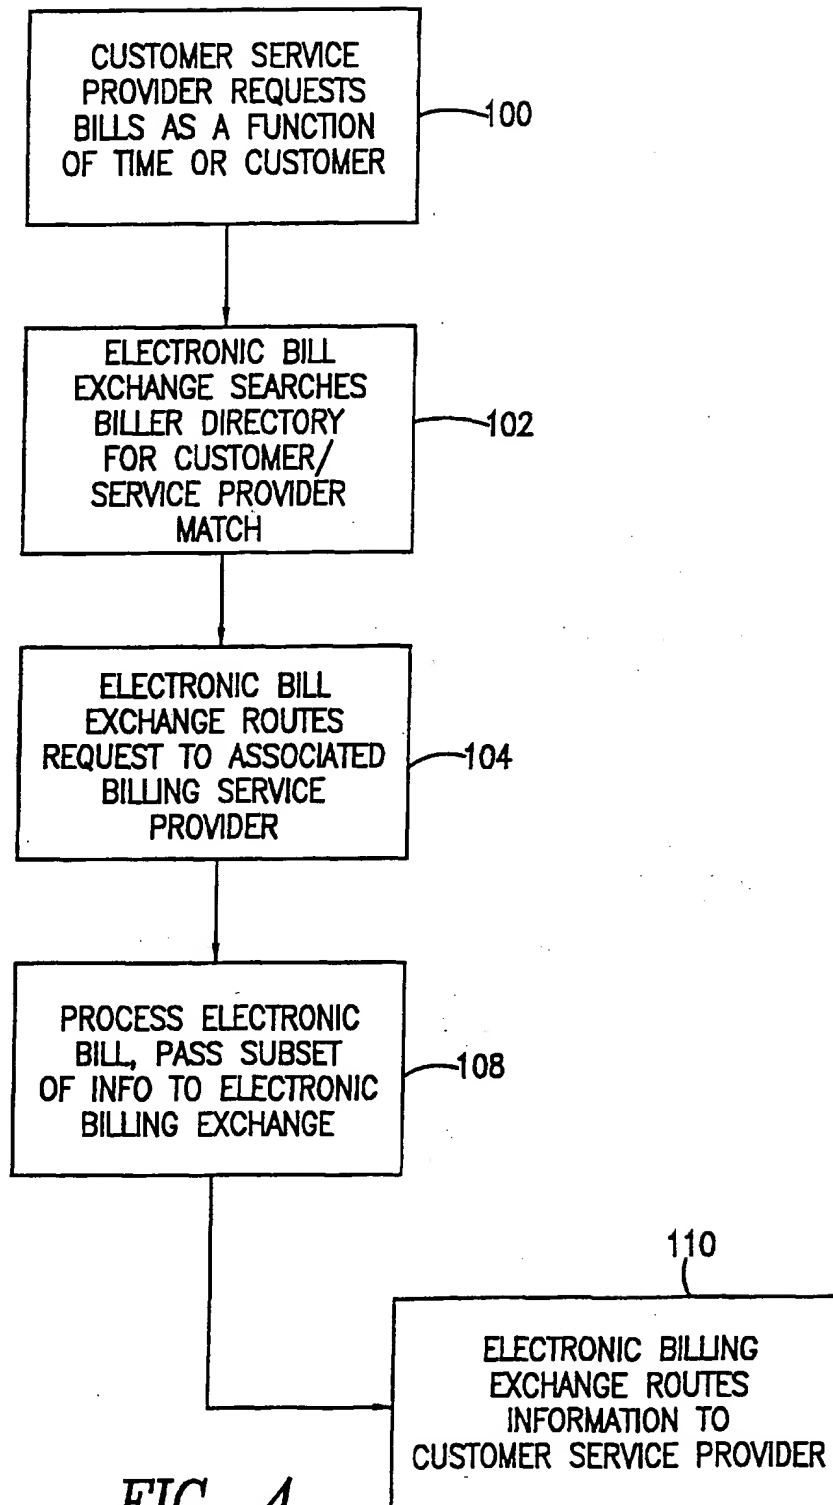 CUSTOMER SERVICE
PROVIDER REQUESTS
BILLS AS A FUNCTION
OF TIME OR CUSTOMER
100
ELECTRONIC BILL
EXCHANGE SEARCHES
BILLER DIRECTORY
FOR CUSTOMER/
SERVICE PROVIDER
MATCH
102
ELECTRONIC BILL
EXCHANGE ROUTES
REQUEST TO ASSOCIATED
BILLING SERVICE
PROVIDER
104
PROCESS ELECTRONIC
BILL, PASS SUBSET
OF INFO TO ELECTRONIC
BILLING EXCHANGE
108
110
ELECTRONIC BILLING
EXCHANGE ROUTES
INFORMATION TO
CUSTOMER SERVICE PROVIDER
FIG. 4